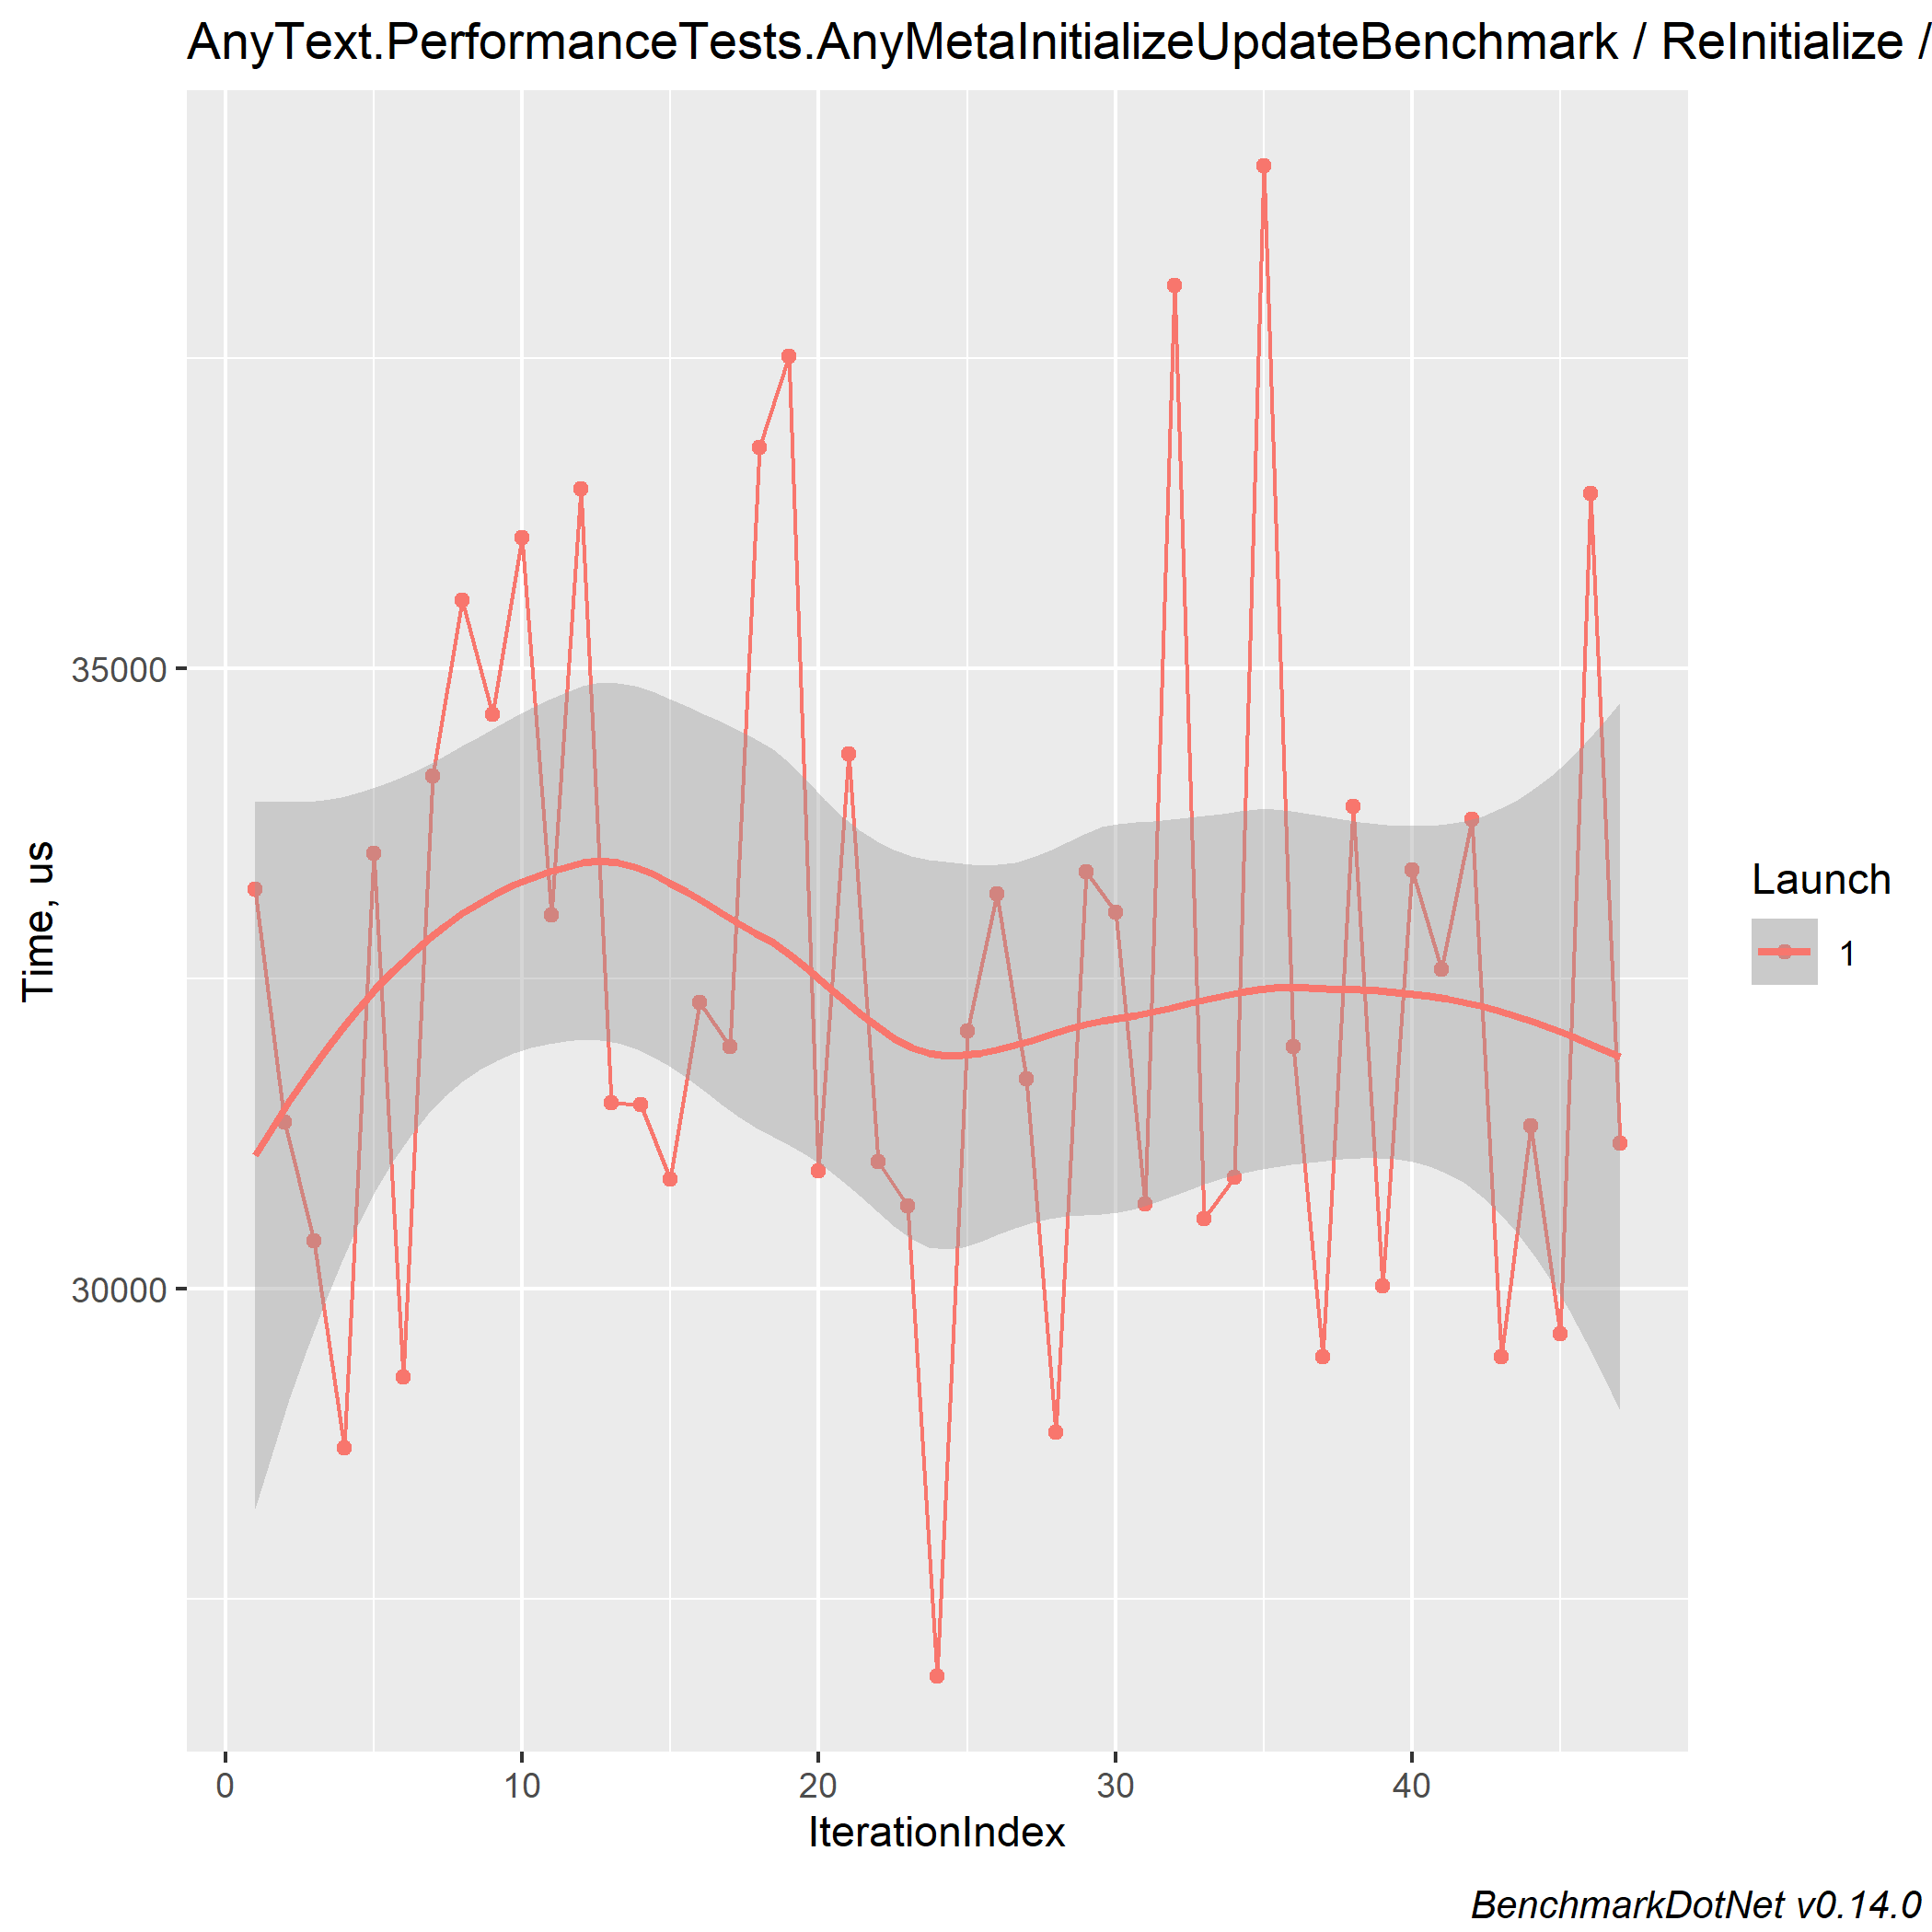 AnyText.PerformanceTests.AnyMetaInitializeUpdateBenchmark / ReInitialize /
Time, us
35000
30000
0 10 20 30 40
IterationIndex
Launch
1
BenchmarkDotNet v0.14.0